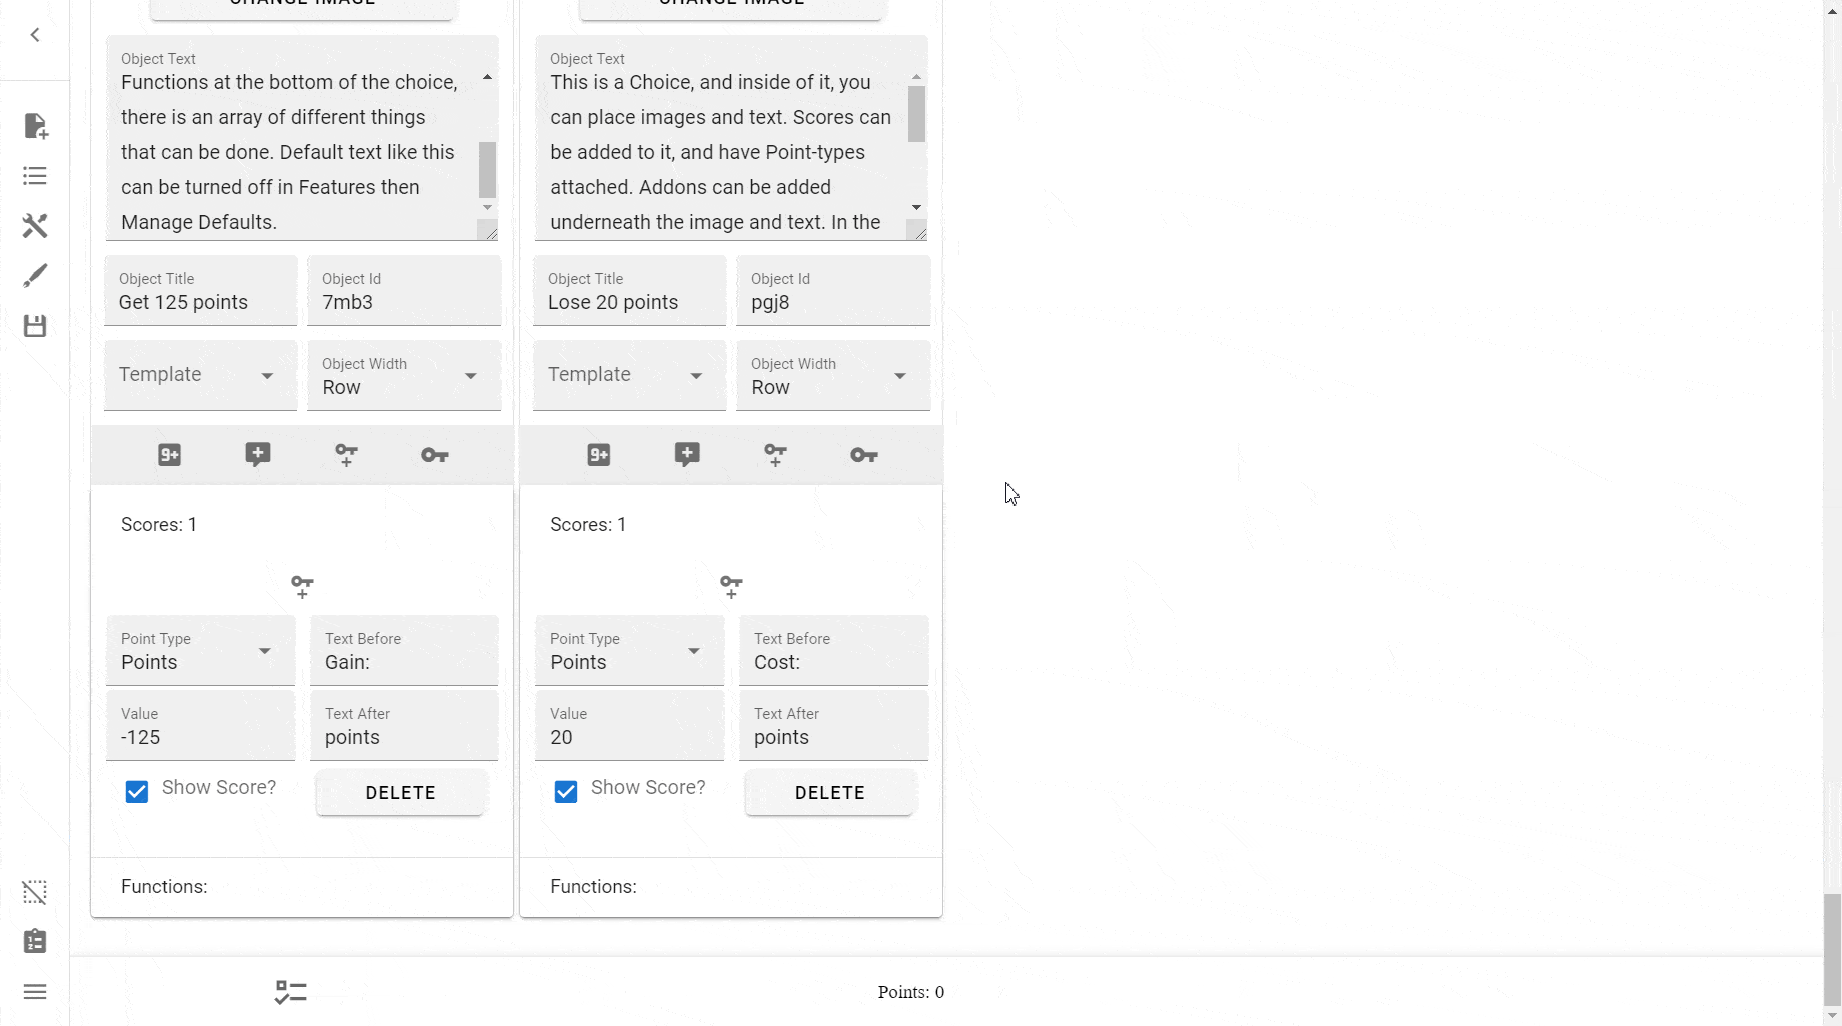 CHANGE IMAGE
CHANGE IMAGE
Object Text
Functions at the bottom of the choice,
there is an array of different things
that can be done. Default text like this
can be turned off in Features then
Manage Defaults.
Object Text
This is a Choice, and inside of it, you
can place images and text. Scores can
be added to it, and have Point-types
attached. Addons can be added
underneath the image and text. In the
Object Title
Get 125 points
Object Id
7mb3
Object Title
Lose 20 points
Object Id
pgj8
Template
Object Width
Row
Template
Object Width
Row
9+
9+
Scores: 1
Scores: 1
Point Type
Points
Text Before
Gain:
Point Type
Points
Text Before
Cost:
Value
-125
Text After
points
Value
20
Text After
points
Show Score?
DELETE
Show Score?
DELETE
Functions:
Functions:
Points: 0